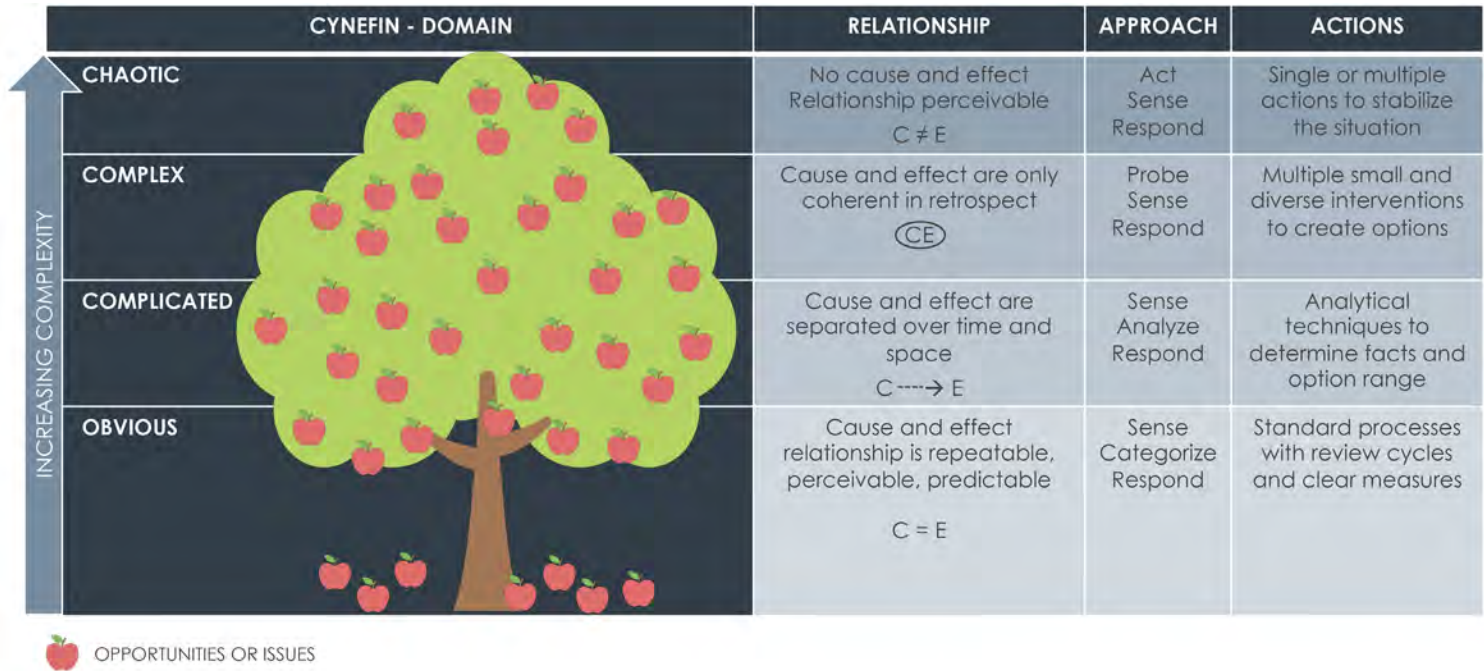 CYNEFIN - DOMAIN
RELATIONSHIP
APPROACH
ACTIONS
INCREASING COMPLEXITY
CHAOTIC
No cause and effect
Relationship perceivable
C ≠ E
Act
Sense
Respond
Single or multiple
actions to stabilize
the situation
COMPLEX
Cause and effect are only
coherent in retrospect
CE
Probe
Sense
Respond
Multiple small and
diverse interventions
to create options
COMPLICATED
Cause and effect are
separated over time and
space
C ----→ E
Sense
Analyze
Respond
Analytical
techniques to
determine facts and
option range
OBVIOUS
Cause and effect
relationship is repeatable,
perceivable, predictable
C = E
Sense
Categorize
Respond
Standard processes
with review cycles
and clear measures
OPPORTUNITIES OR ISSUES